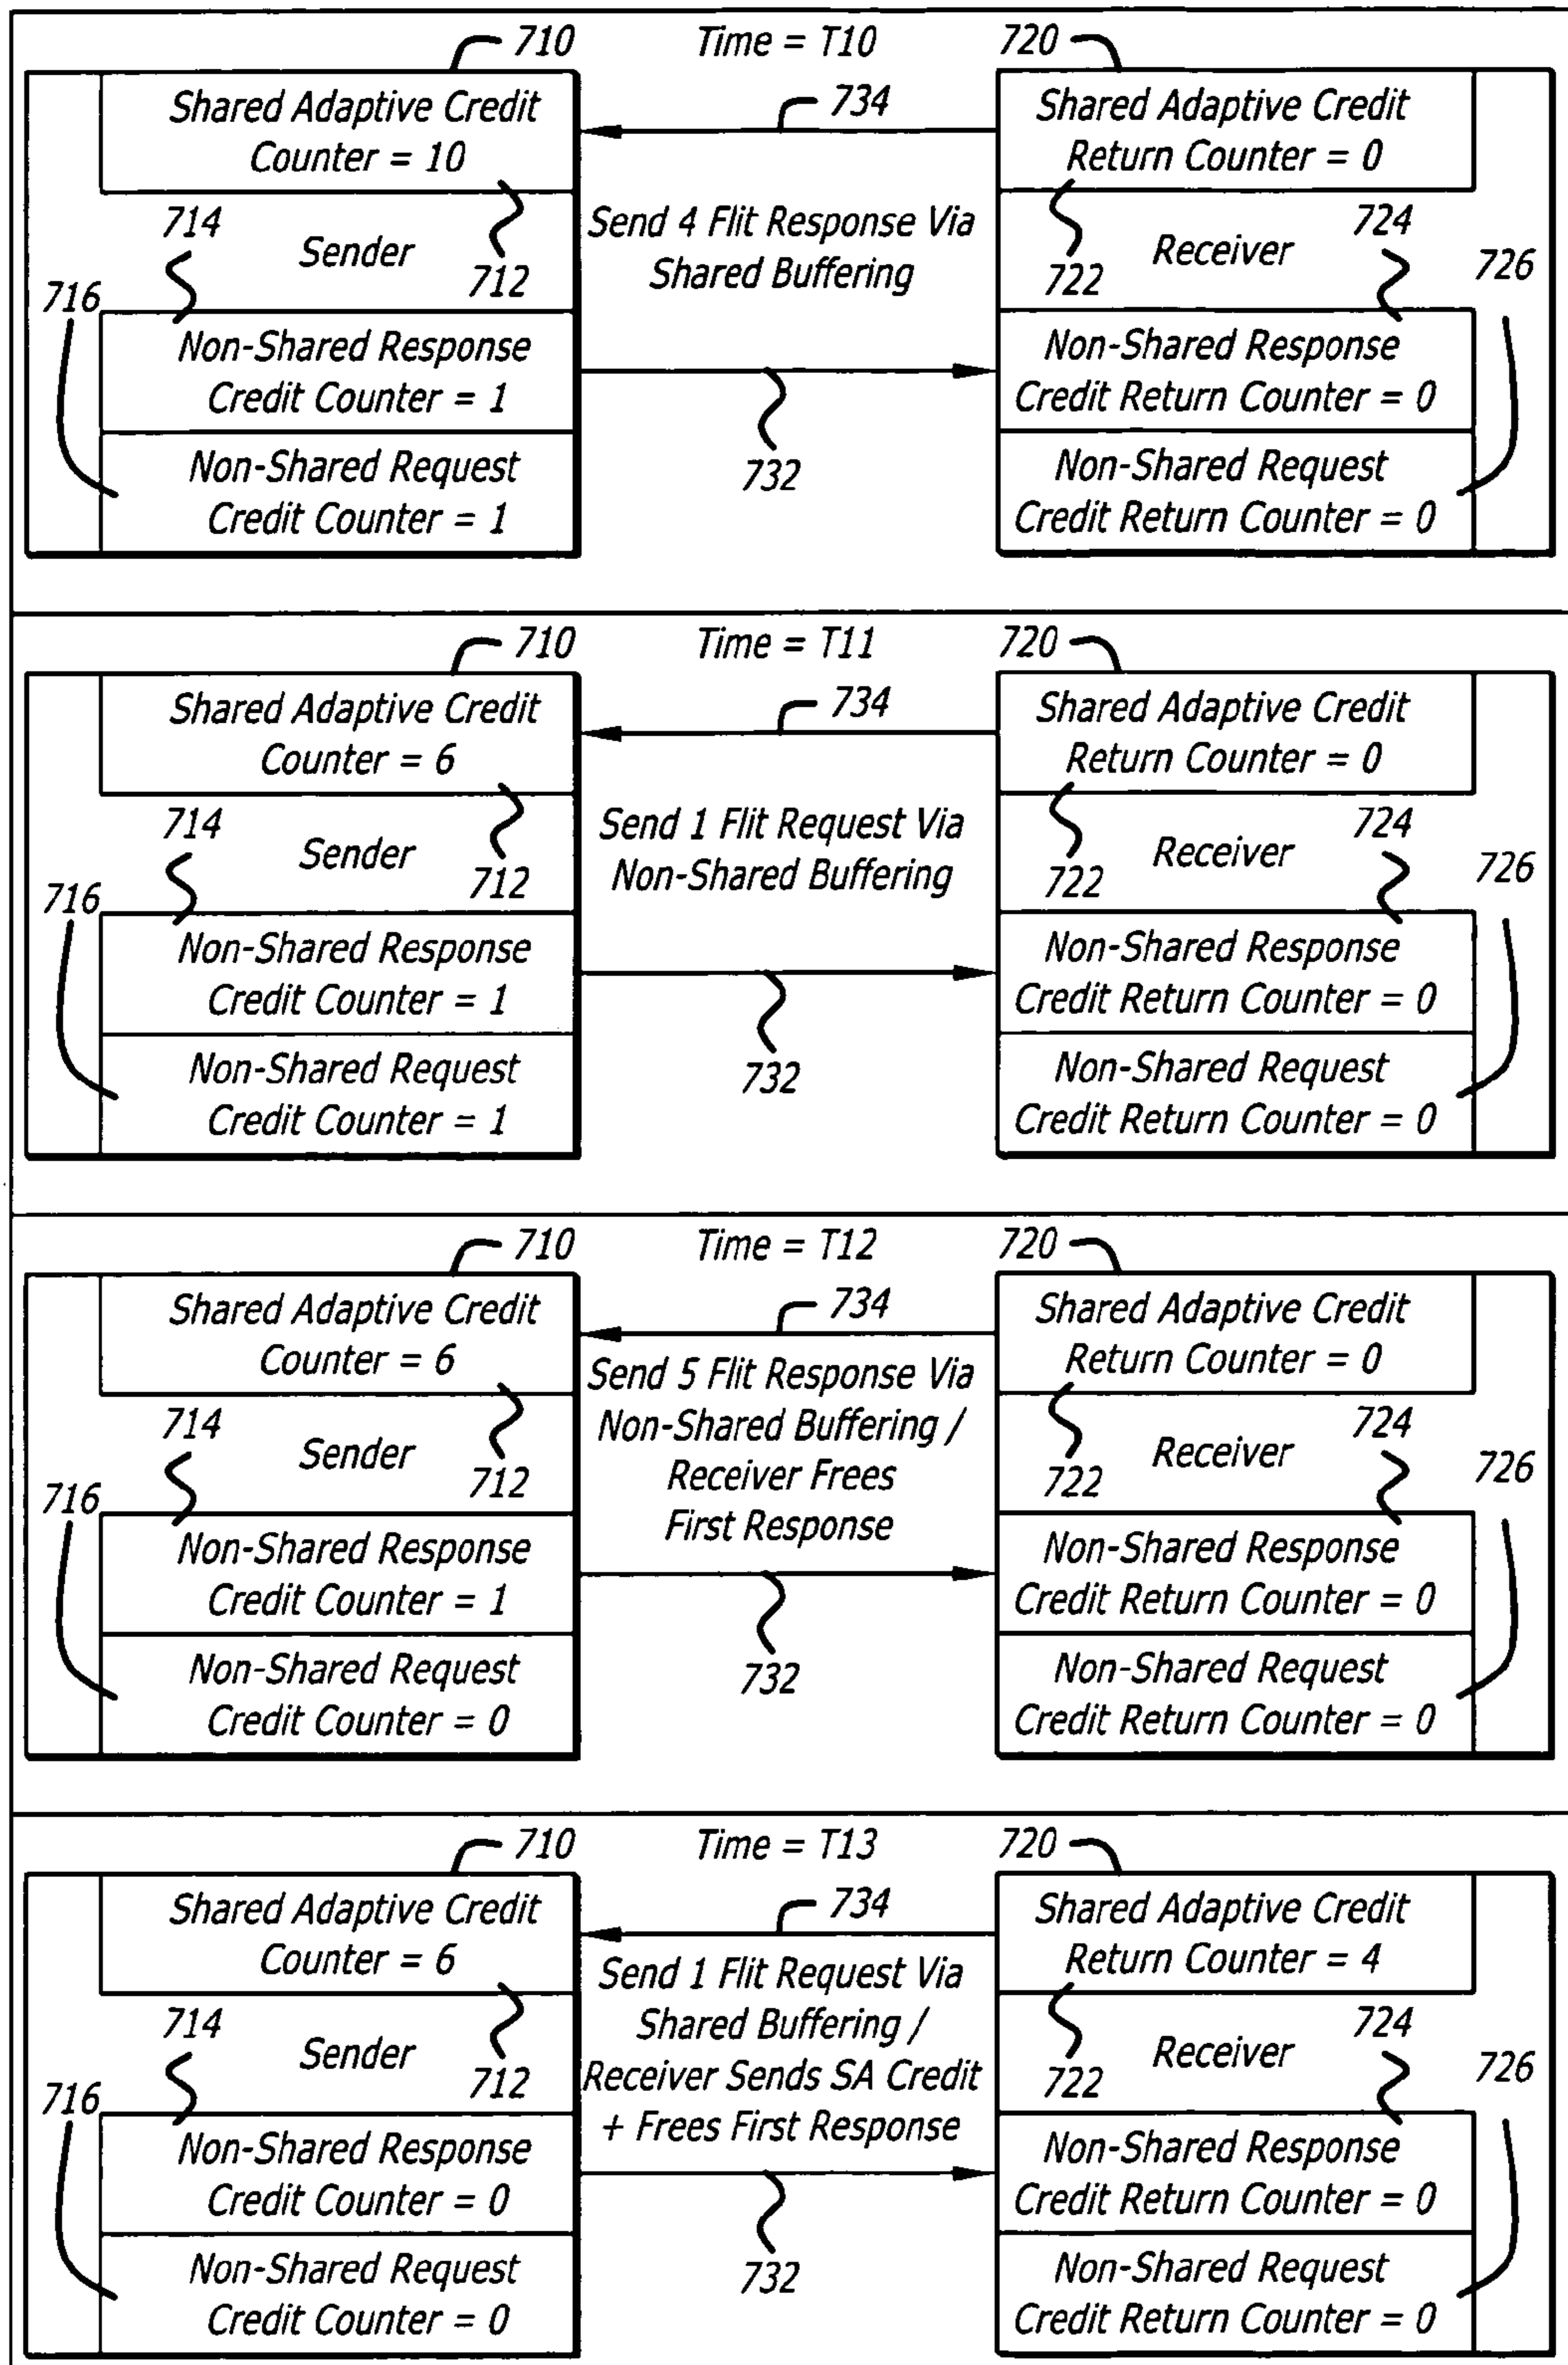 710
Time = T10
720
Shared Adaptive Credit
Counter = 10
734
Shared Adaptive Credit
Return Counter = 0
714
Sender
712
Send 4 Flit Response Via
Shared Buffering
722
Receiver
724
726
716
Non-Shared Response
Credit Counter = 1
Non-Shared Request
Credit Counter = 1
732
Non-Shared Response
Credit Return Counter = 0
Non-Shared Request
Credit Return Counter = 0
710
Time = T11
720
Shared Adaptive Credit
Counter = 6
734
Shared Adaptive Credit
Return Counter = 0
714
Sender
712
Send 1 Flit Request Via
Non-Shared Buffering
722
Receiver
724
726
716
Non-Shared Response
Credit Counter = 1
Non-Shared Request
Credit Counter = 1
732
Non-Shared Response
Credit Return Counter = 0
Non-Shared Request
Credit Return Counter = 0
710
Time = T12
720
Shared Adaptive Credit
Counter = 6
734
Shared Adaptive Credit
Return Counter = 0
714
Sender
712
Send 5 Flit Response Via
Non-Shared Buffering /
Receiver Frees
First Response
722
Receiver
724
726
716
Non-Shared Response
Credit Counter = 1
Non-Shared Request
Credit Counter = 0
732
Non-Shared Response
Credit Return Counter = 0
Non-Shared Request
Credit Return Counter = 0
710
Time = T13
720
Shared Adaptive Credit
Counter = 6
734
Shared Adaptive Credit
Return Counter = 4
714
Sender
712
Send 1 Flit Request Via
Shared Buffering /
Receiver Sends SA Credit
+ Frees First Response
722
Receiver
724
726
716
Non-Shared Response
Credit Counter = 0
Non-Shared Request
Credit Counter = 0
732
Non-Shared Response
Credit Return Counter = 0
Non-Shared Request
Credit Return Counter = 0